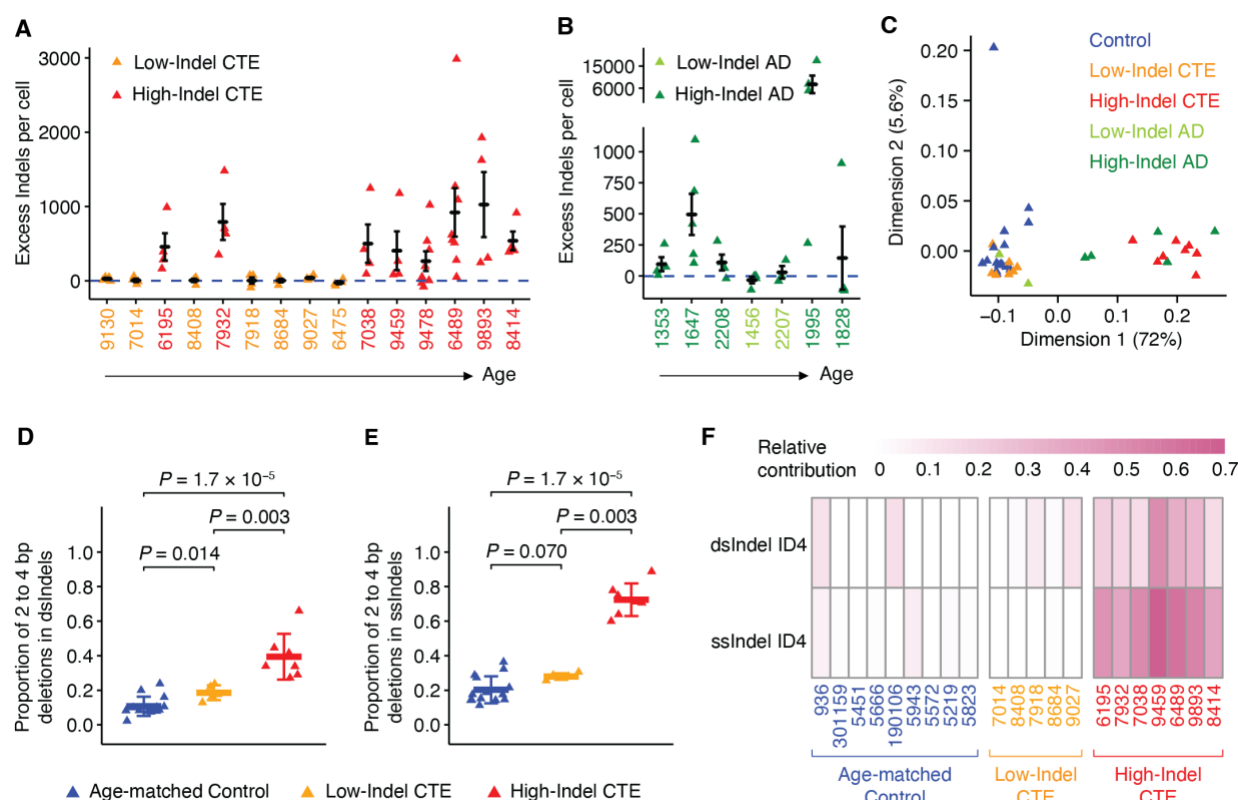 A
Excess Indels per cell
3000
2000
1000
0
Low-Indel CTE
High-Indel CTE
9130
7014
6195
8408
7932
7918
8684
9027
6475
7038
9459
9478
6489
9893
8414
Age
B
Excess Indels per cell
15000
6000
1000
750
500
250
0
Low-Indel AD
High-Indel AD
1353
1647
2208
1456
2207
1995
1828
Age
C
Dimension 2 (5.6%)
0.20
0.15
0.10
0.05
0.00
Control
Low-Indel CTE
High-Indel CTE
Low-Indel AD
High-Indel AD
−0.1 0.0 0.1 0.2
Dimension 1 (72%)
D
Proportion of 2 to 4 bp
deletions in dsIndels
P = 1.7 × 10⁻⁵
P = 0.003
P = 0.014
1.0
0.8
0.6
0.4
0.2
0.0
E
Proportion of 2 to 4 bp
deletions in ssIndels
P = 1.7 × 10⁻⁵
P = 0.003
P = 0.070
1.0
0.8
0.6
0.4
0.2
0.0
Age-matched Control Low-Indel CTE High-Indel CTE
F
Relative
contribution
0 0.1 0.2 0.3 0.4 0.5 0.6 0.7
dsIndel ID4
ssIndel ID4
936
301159
5451
5666
190106
5943
5572
5219
5823
7014
8408
7918
8684
9027
6195
7932
7038
9459
6489
9893
8414
Age-matched
Control
Low-Indel
CTE
High-Indel
CTE